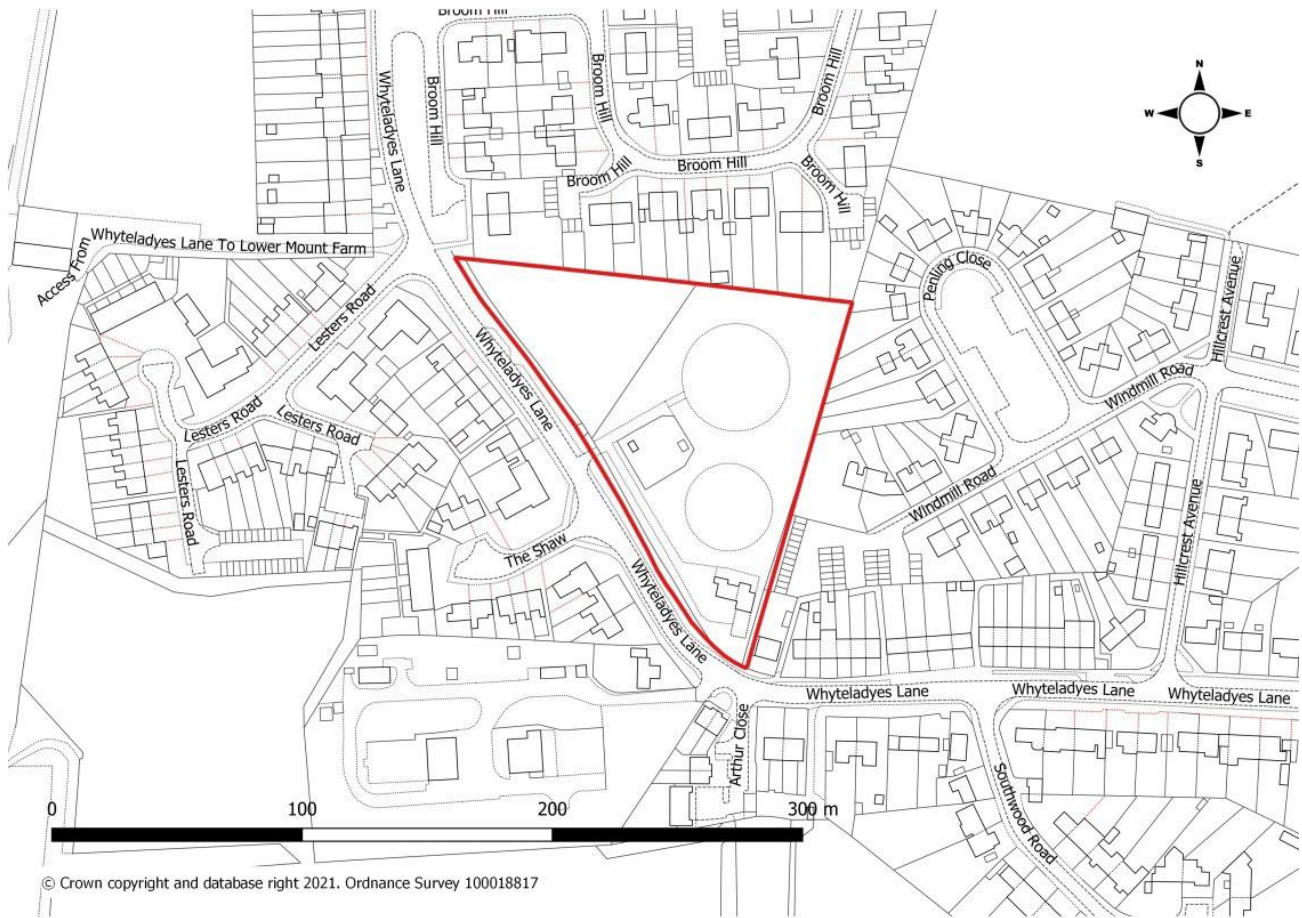 Broom Hill
N
W
E
S
Whyteladyes Lane
Broom Hill
Broom Hill
Broom Hill
Broom Hill
Broom Hill
Broom Hill
Whyteladyes Lane To Lower Mount Farm
Access From
Lesters Road
Whyteladyes Lane
Penling Close
Hillcrest Avenue
Windmill Road
Lesters Road
Lesters Road
Lesters Road
Windmill Road
Hillcrest Avenue
The Shaw
Whyteladyes Lane
Whyteladyes Lane
Whyteladyes Lane
Whyteladyes Lane
Arthur Close
Southwood Road
0 100 200 300 m
© Crown copyright and database right 2021. Ordnance Survey 100018817